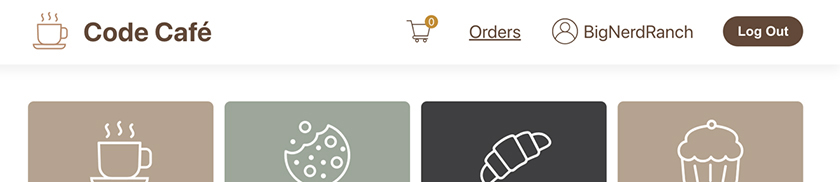 Code Café
0
Orders
BigNerdRanch
Log Out